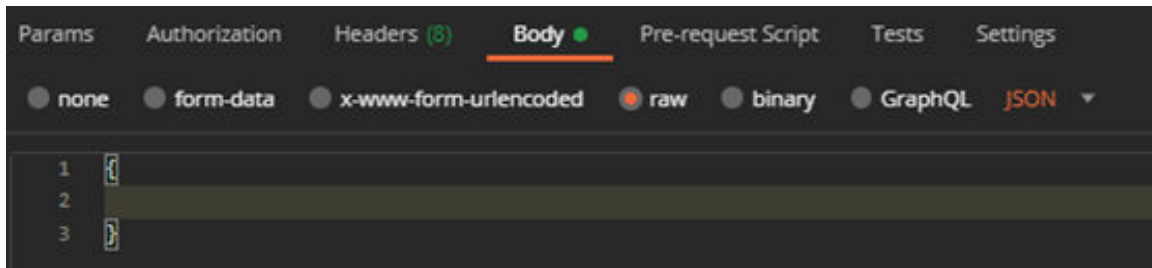 Params Authorization Headers (8) Body Pre-request Script Tests Settings
none form-data x-www-form-urlencoded raw binary GraphQL JSON
1 {
2
3 }